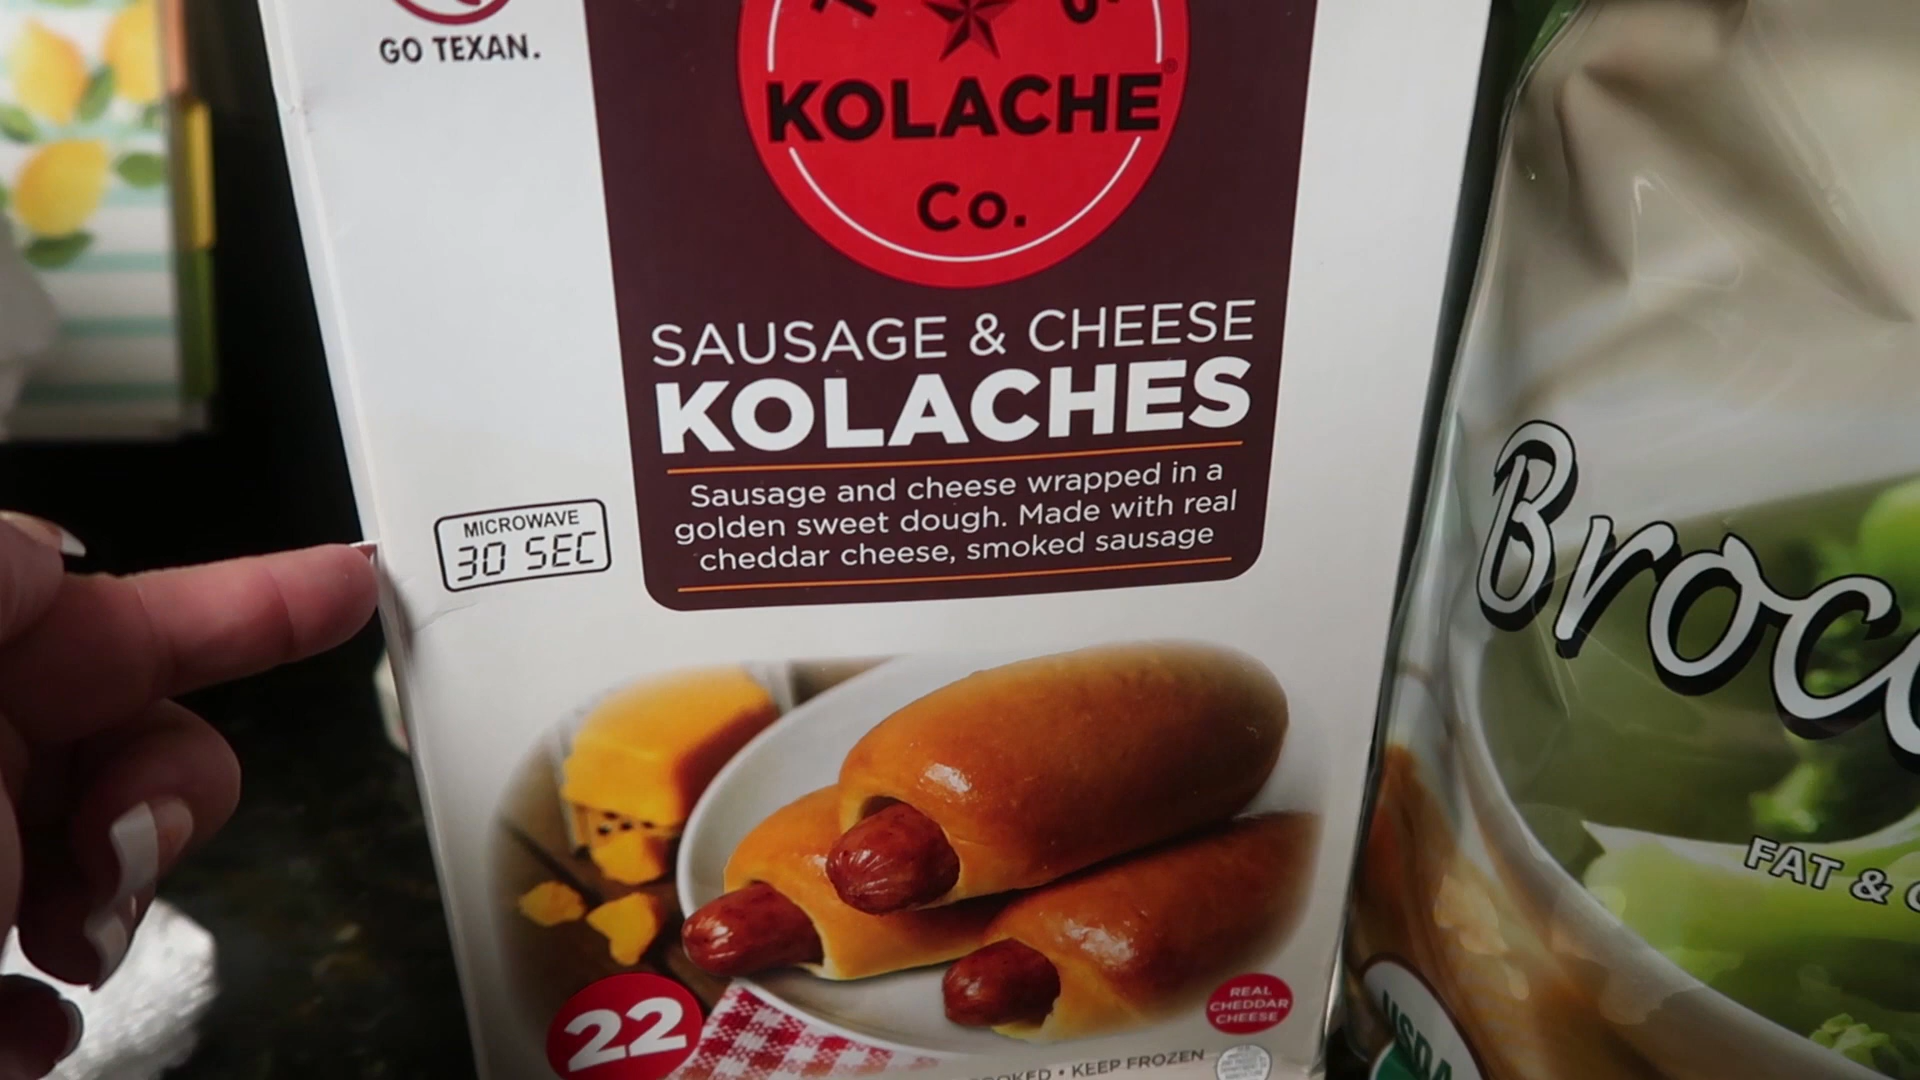 GO TEXAN.
KOLACHE®
Co.
SAUSAGE & CHEESE
KOLACHES
Sausage and cheese wrapped in a
golden sweet dough. Made with real
cheddar cheese, smoked sausage
MICROWAVE
30 SEC
22
REAL
CHEDDAR
CHEESE
• KEEP FROZEN
Broc
FAT &
USDA